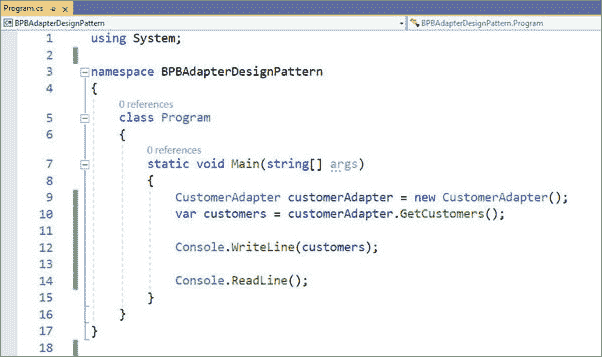 Program.cs
BPBAdapterDesignPattern
BPBAdapterDesignPattern.Program
1 using System;
2
3 namespace BPBAdapterDesignPattern
4 {
0 references
5 class Program
6 {
0 references
7 static void Main(string[] args)
8 {
9 CustomerAdapter customerAdapter = new CustomerAdapter();
10 var customers = customerAdapter.GetCustomers();
11
12 Console.WriteLine(customers);
13
14 Console.ReadLine();
15 }
16 }
17 }
18